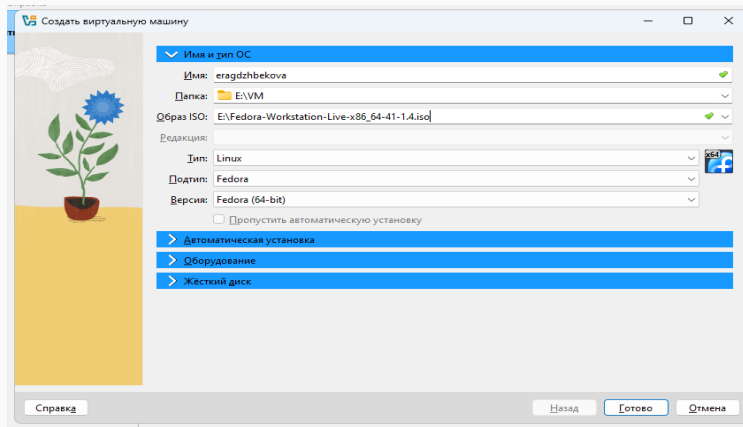 Создать виртуальную машину
Имя и тип ОС
Имя: eragdzhbekova
Папка: E:\VM
Образ ISO: E:\Fedora-Workstation-Live-x86_64-41-1.4.iso
Редакция:
Тип: Linux
x64
Подтип: Fedora
Версия: Fedora (64-bit)
Пропустить автоматическую установку
Автоматическая установка
Оборудование
Жёсткий диск
Справка Назад Готово Отмена